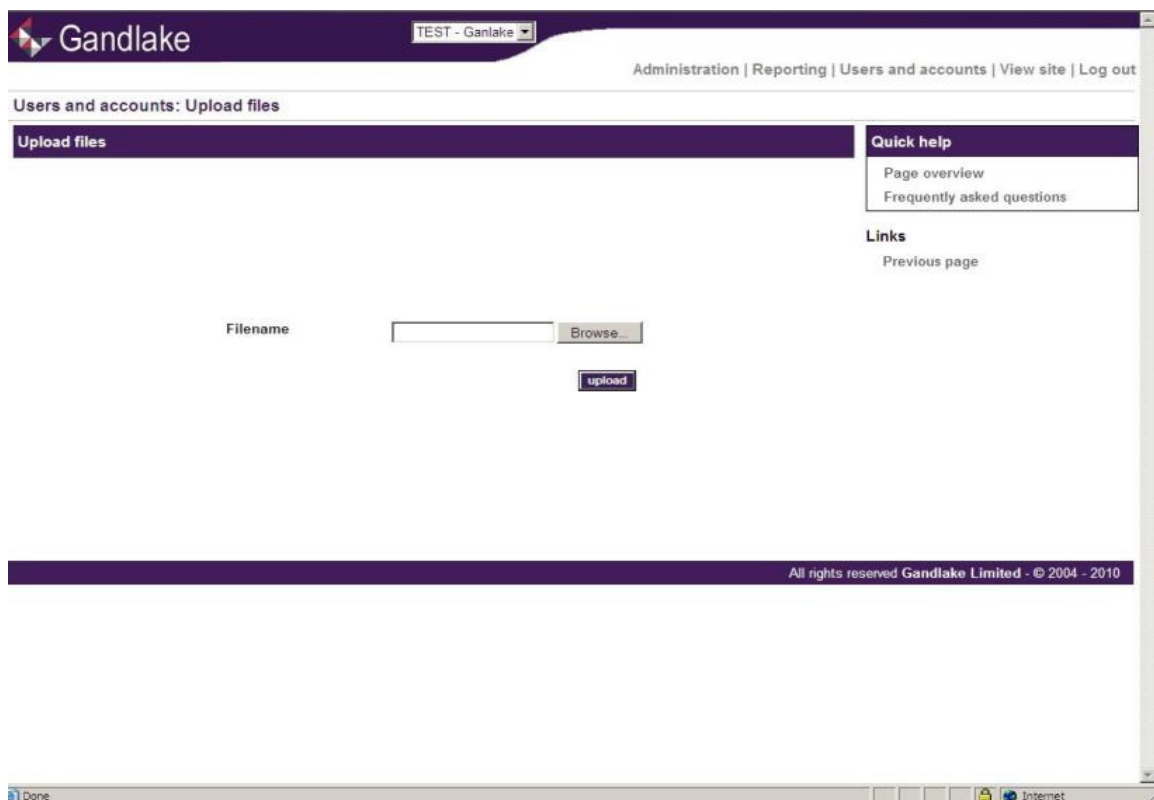 Gandlake
TEST - Ganlake
Administration | Reporting | Users and accounts | View site | Log out
Users and accounts: Upload files
Upload files
Quick help
Page overview
Frequently asked questions
Links
Previous page
Filename
Browse...
upload
All rights reserved Gandlake Limited - © 2004 - 2010
Done
Internet